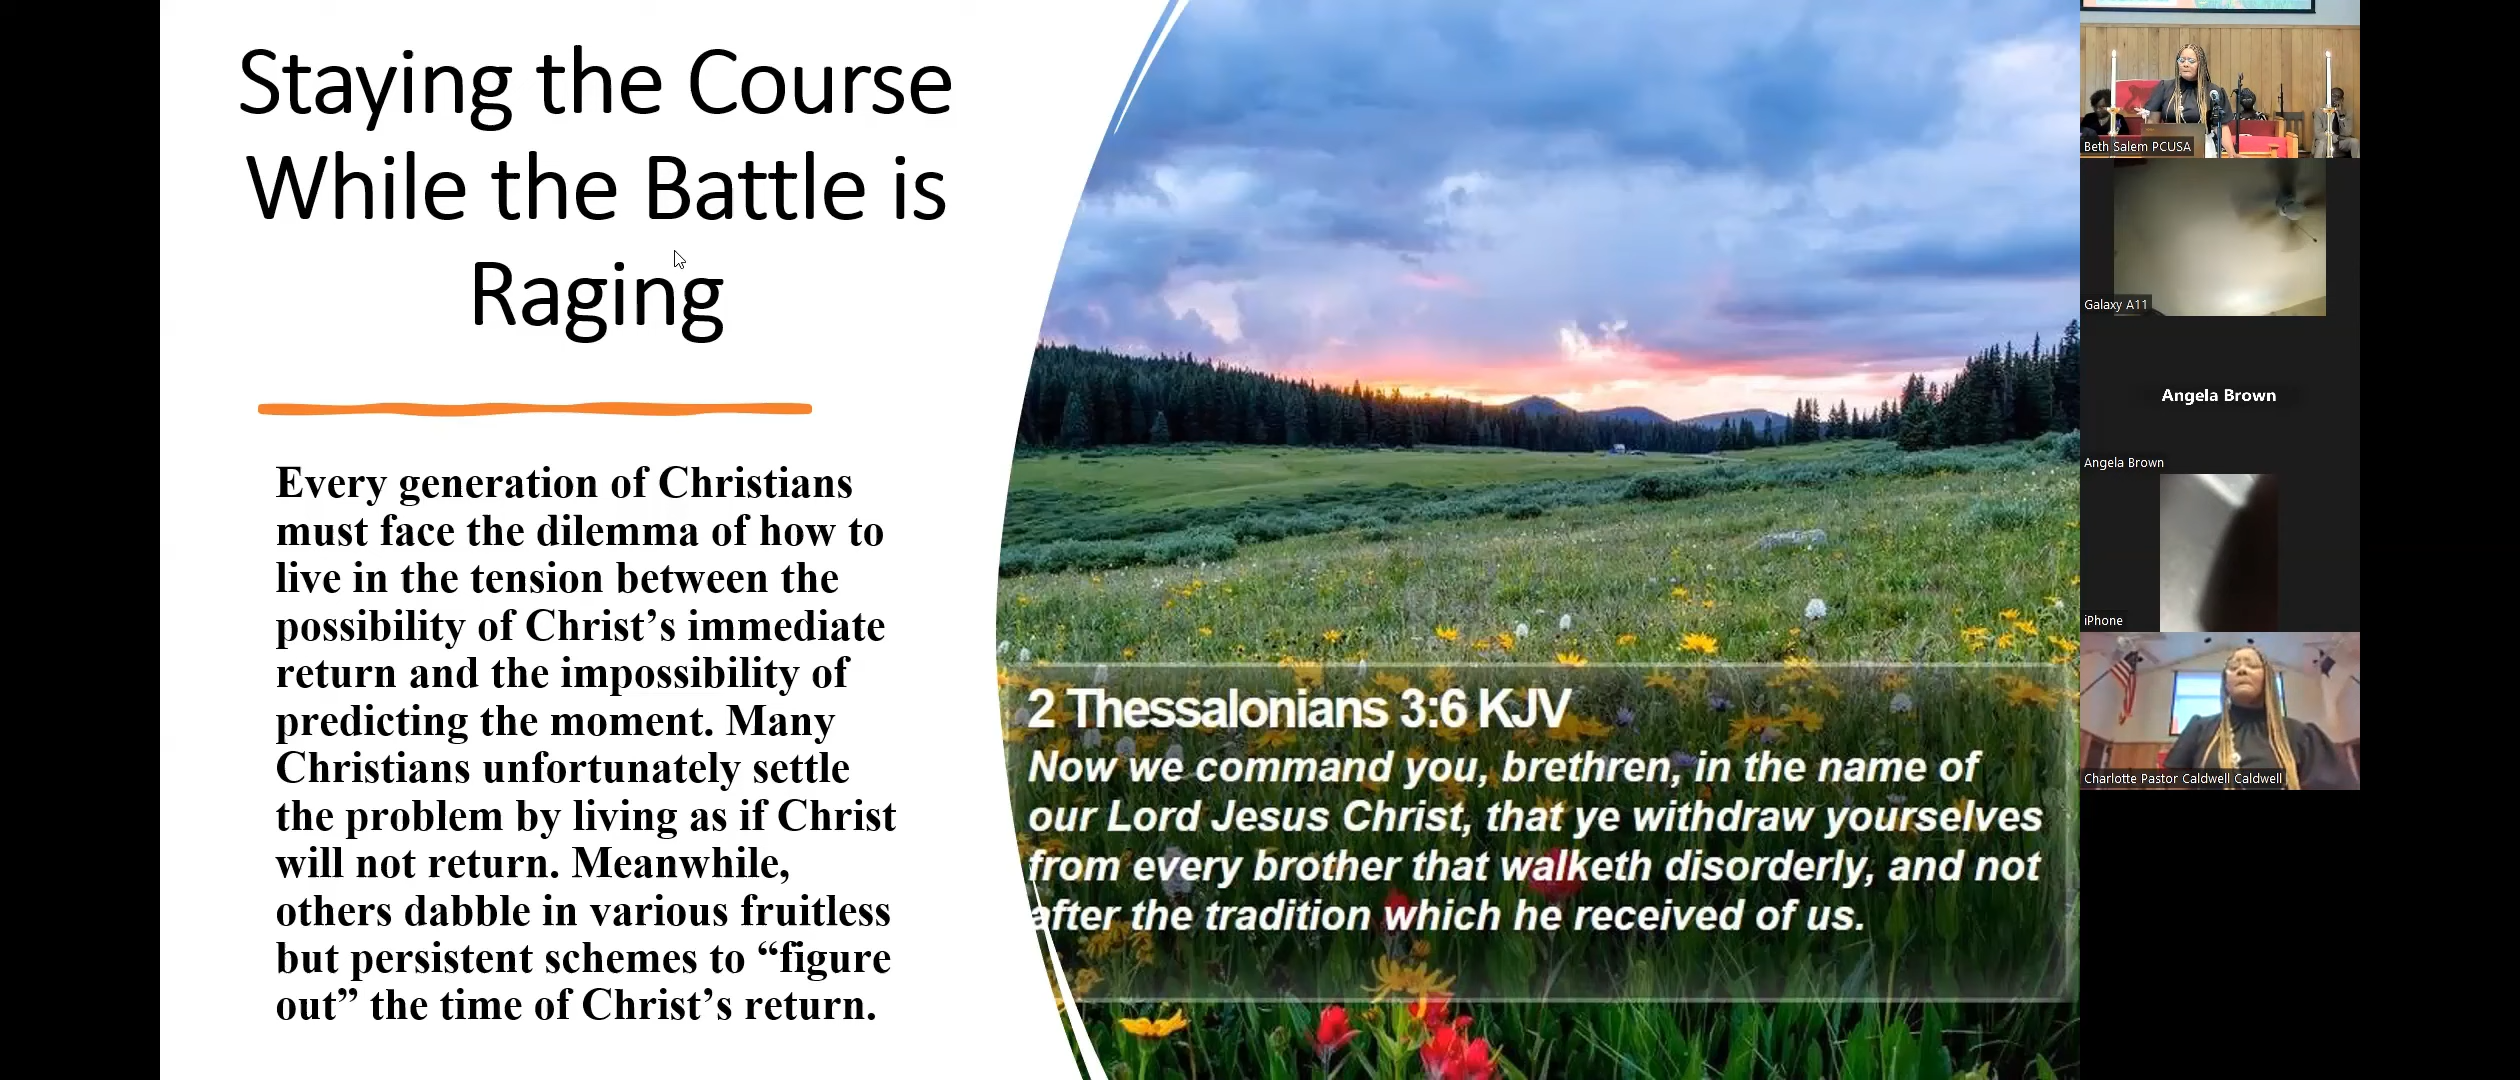 Staying the Course
While the Battle is
Raging
Every generation of Christians
must face the dilemma of how to
live in the tension between the
possibility of Christ’s immediate
return and the impossibility of
predicting the moment. Many
Christians unfortunately settle
the problem by living as if Christ
will not return. Meanwhile,
others dabble in various fruitless
but persistent schemes to “figure
out” the time of Christ’s return.
2 Thessalonians 3:6 KJV
Now we command you, brethren, in the name of
our Lord Jesus Christ, that ye withdraw yourselves
from every brother that walketh disorderly, and not
after the tradition which he received of us.
Beth Salem PCUSA
Galaxy A11
Angela Brown
Angela Brown
iPhone
Charlotte Pastor Caldwell Caldwell